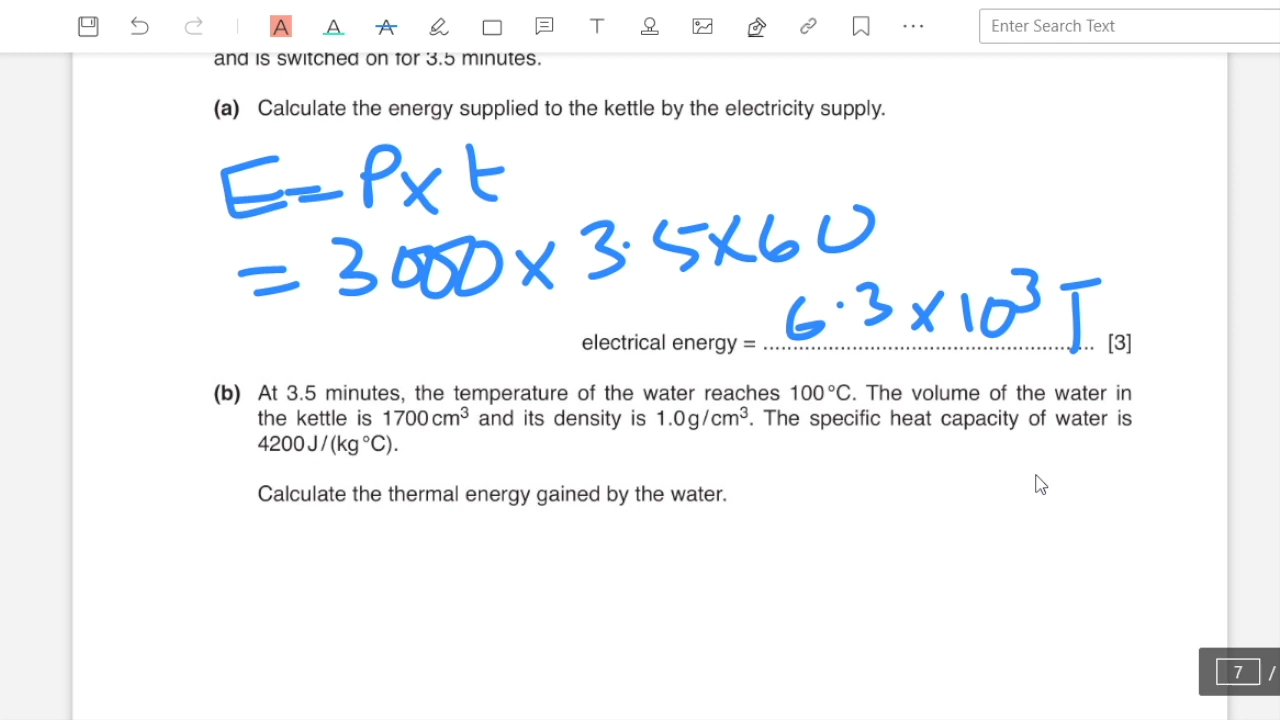 Enter Search Text
and is switched on for 3.5 minutes.
(a) Calculate the energy supplied to the kettle by the electricity supply.
E = P x t
= 3000 x 3.5 x 60
6.3 x 10³ J
electrical energy = ........................................................ [3]
(b) At 3.5 minutes, the temperature of the water reaches 100 °C. The volume of the water in
the kettle is 1700 cm³ and its density is 1.0 g/cm³. The specific heat capacity of water is
4200 J/(kg °C).
Calculate the thermal energy gained by the water.
7 /